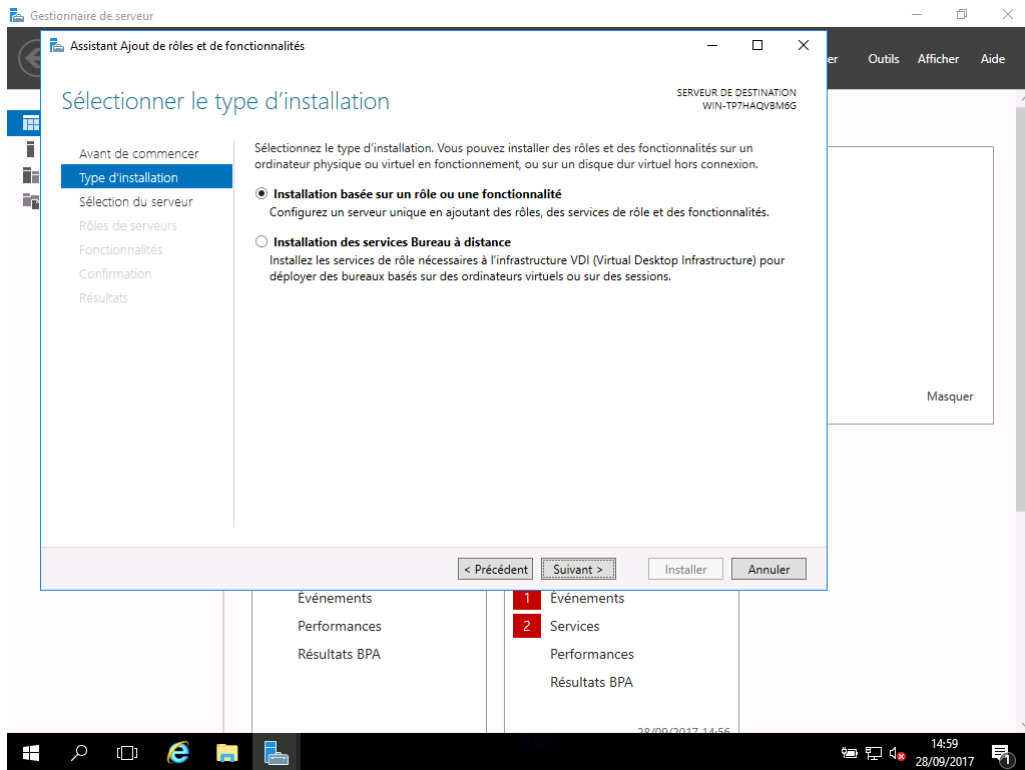 Gestionnaire de serveur
Assistant Ajout de rôles et de fonctionnalités
Outils Afficher Aide
Sélectionner le type d'installation
SERVEUR DE DESTINATION
WIN-TP7HAQVBM6G
Avant de commencer
Type d'installation
Sélection du serveur
Rôles de serveurs
Fonctionnalités
Confirmation
Résultats
Sélectionnez le type d'installation. Vous pouvez installer des rôles et des fonctionnalités sur un
ordinateur physique ou virtuel en fonctionnement, ou sur un disque dur virtuel hors connexion.
Installation basée sur un rôle ou une fonctionnalité
Configurez un serveur unique en ajoutant des rôles, des services de rôle et des fonctionnalités.
Installation des services Bureau à distance
Installez les services de rôle nécessaires à l'infrastructure VDI (Virtual Desktop Infrastructure) pour
déployer des bureaux basés sur des ordinateurs virtuels ou sur des sessions.
Masquer
< Précédent Suivant > Installer Annuler
Événements
Performances
Résultats BPA
1 Événements
2 Services
Performances
Résultats BPA
28/09/2017 14:56
14:59
28/09/2017
1